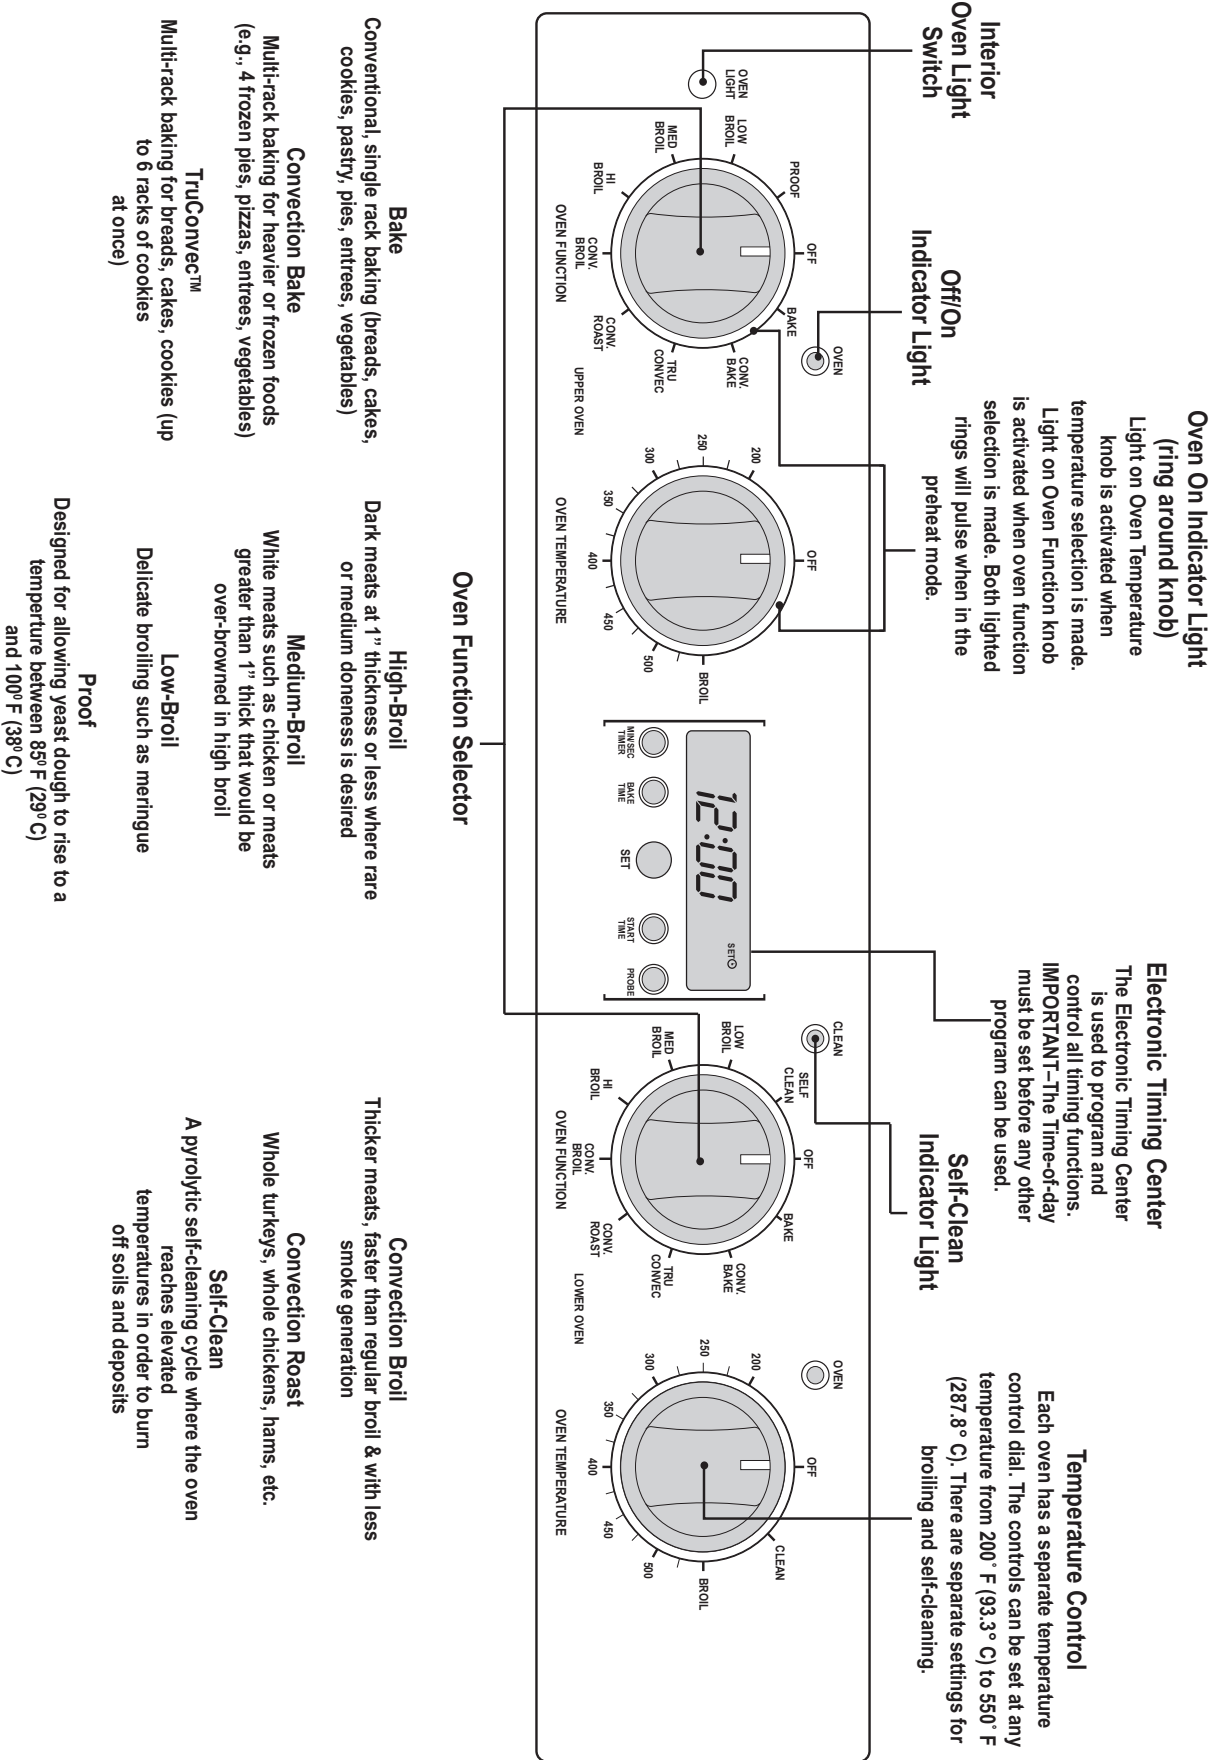 Interior
Oven Light
Switch
Off/On
Indicator Light
Oven On Indicator Light
(ring around knob)
Light on Oven Temperature
knob is activated when
temperature selection is made.
Light on Oven Function knob
is activated when oven function
selection is made. Both lighted
rings will pulse when in the
preheat mode.
Electronic Timing Center
The Electronic Timing Center
is used to program and
control all timing functions.
IMPORTANT–The Time-of-day
must be set before any other
program can be used.
Self-Clean
Indicator Light
Temperature Control
Each oven has a separate temperature
control dial. The controls can be set at any
temperature from 200° F (93.3° C) to 550° F
(287.8° C). There are separate settings for
broiling and self-cleaning.
OVEN
LIGHT
OVEN
OFF
PROOF
LOW
BROIL
MED
BROIL
HI
BROIL
CONV.
BROIL
CONV.
ROAST
TRU
CONVEC
CONV.
BAKE
BAKE
OVEN FUNCTION
UPPER OVEN
OFF
200
250
300
350
400
450
500
BROIL
OVEN TEMPERATURE
12:00
SET
MIN/SEC
TIMER
BAKE
TIME
SET
START
TIME
PROBE
CLEAN
OFF
SELF
CLEAN
LOW
BROIL
MED
BROIL
HI
BROIL
CONV.
BROIL
CONV.
ROAST
TRU
CONVEC
CONV.
BAKE
BAKE
OVEN FUNCTION
LOWER OVEN
OVEN
OFF
200
250
300
350
400
450
500
BROIL
CLEAN
OVEN TEMPERATURE
Oven Function Selector
Bake
Conventional, single rack baking (breads, cakes,
cookies, pastry, pies, entrees, vegetables)
Convection Bake
Multi-rack baking for heavier or frozen foods
(e.g., 4 frozen pies, pizzas, entrees, vegetables)
TruConvec™
Multi-rack baking for breads, cakes, cookies (up
to 6 racks of cookies
at once)
High-Broil
Dark meats at 1” thickness or less where rare
or medium doneness is desired
Medium-Broil
White meats such as chicken or meats
greater than 1” thick that would be
over-browned in high broil
Low-Broil
Delicate broiling such as meringue
Proof
Designed for allowing yeast dough to rise to a
temperture between 85⁰ F (29⁰ C)
and 100⁰ F (38⁰ C)
Convection Broil
Thicker meats, faster than regular broil & with less
smoke generation
Convection Roast
Whole turkeys, whole chickens, hams, etc.
Self-Clean
A pyrolytic self-cleaning cycle where the oven
reaches elevated
temperatures in order to burn
off soils and deposits